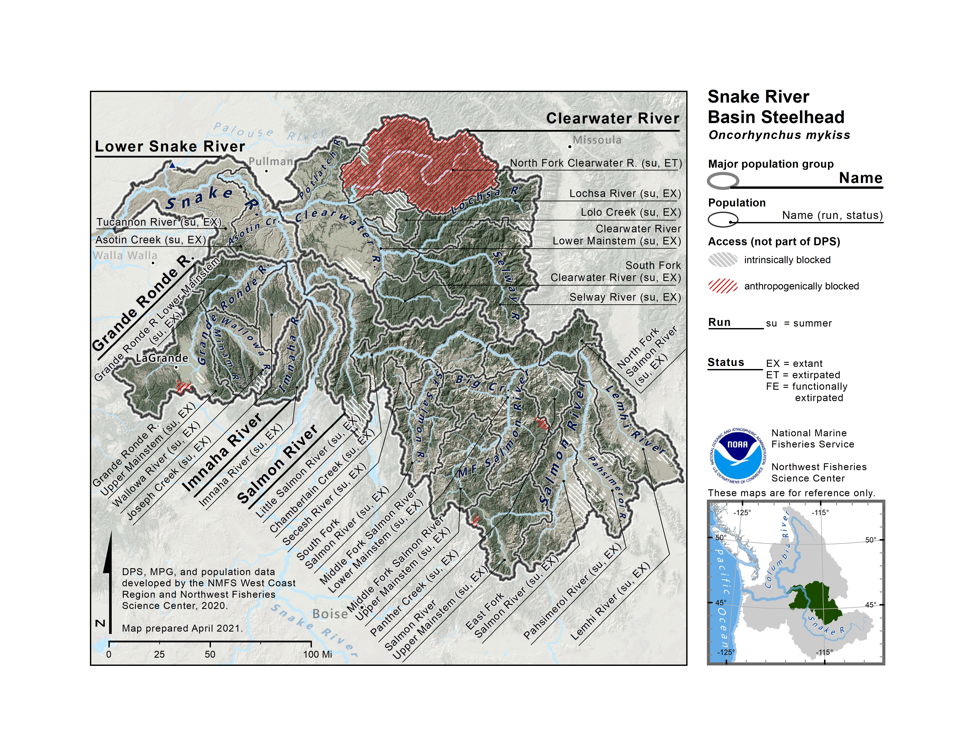 Snake River
Basin Steelhead
Oncorhynchus mykiss
Major population group
Name
Population
Name (run, status)
Access (not part of DPS)
intrinsically blocked
anthropogenically blocked
Run
su = summer
Status
EX = extant
ET = extirpated
FE = functionally
extirpated
NOAA
National Marine
Fisheries Service
Northwest Fisheries
Science Center
These maps are for reference only.
-125°
-115°
50°
50°
45°
45°
-125°
-115°
Pacific Ocean
Columbia River
Snake R.
Clearwater River
Palouse River
Missoula
Lower Snake River
Pullman
Potlatch R.
North Fork Clearwater R. (su, ET)
Snake R.
Lochsa R.
Lochsa River (su, EX)
Lolo Creek (su, EX)
Clearwater R.
Tucannon River (su, EX)
Clearwater River
Lower Mainstem (su, EX)
Asotin Creek (su, EX)
Asotin Cr.
Walla Walla
South Fork
Clearwater River (su, EX)
Selway R.
Selway River (su, EX)
Grande Ronde R.
Grande Ronde R Lower Mainstem
(su, EX)
Grande Ronde R.
Wallowa R.
Minam R.
Imnaha R.
LaGrande
North Fork
Salmon River
(su, EX)
Big Cr.
MF Salmon River
Salmon River
Lemhi River
Pahsimeroi R.
Grande Ronde R.
Upper Mainstem (su, EX)
Wallowa River (su, EX)
Joseph Creek (su, EX)
Imnaha River
Imnaha River (su, EX)
Salmon River
Little Salmon River (su, EX)
Chamberlain Creek (su, EX)
Secesh River (su, EX)
South Fork
Salmon River (su, EX)
Middle Fork Salmon River
Lower Mainstem (su, EX)
Middle Fork Salmon River
Upper Mainstem (su, EX)
Panther Creek (su, EX)
Salmon River
Upper Mainstem (su, EX)
East Fork
Salmon River (su, EX)
Pahsimeroi River (su, EX)
Lemhi River (su, EX)
DPS, MPG, and population data
developed by the NMFS West Coast
Region and Northwest Fisheries
Science Center, 2020.
Map prepared April 2021.
Boise
Snake River
N
0 25 50 100 Mi